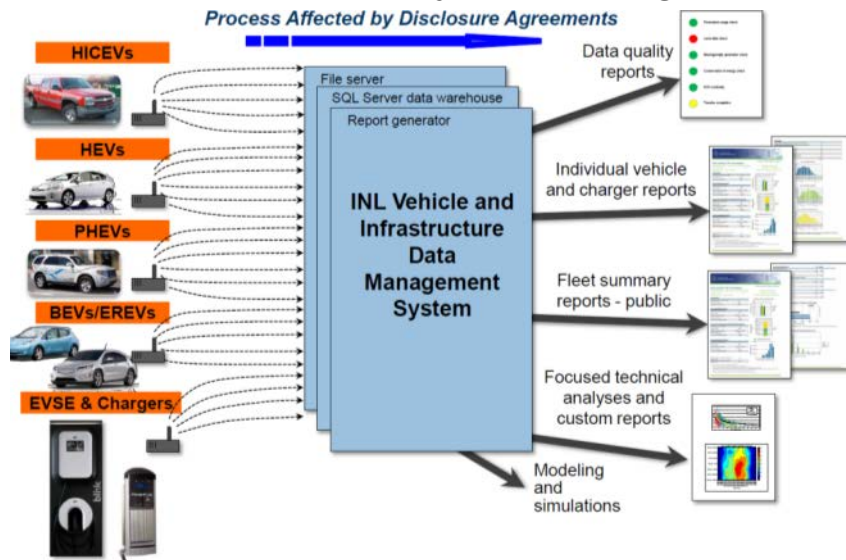 Process Affected by Disclosure Agreements
HICEVs
HEVs
PHEVs
BEVs/EREVs
EVSE & Chargers
blink
File server
SQL Server data warehouse
Report generator
INL Vehicle and
Infrastructure
Data
Management
System
Data quality
reports
Individual vehicle
and charger reports
Fleet summary
reports - public
Focused technical
analyses and
custom reports
Modeling
and
simulations